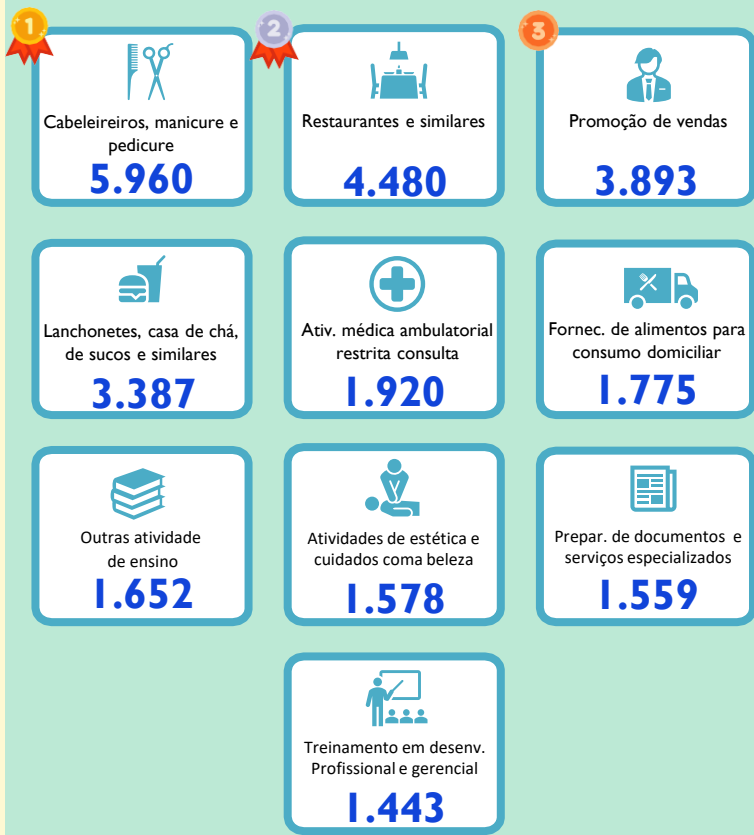 1
2
3
Cabeleireiros, manicure e
pedicure
5.960
Restaurantes e similares
4.480
Promoção de vendas
3.893
Lanchonetes, casa de chá,
de sucos e similares
3.387
Ativ. médica ambulatorial
restrita consulta
1.920
Fornec. de alimentos para
consumo domiciliar
1.775
Outras atividade
de ensino
1.652
Atividades de estética e
cuidados coma beleza
1.578
Prepar. de documentos e
serviços especializados
1.559
Treinamento em desenv.
Profissional e gerencial
1.443